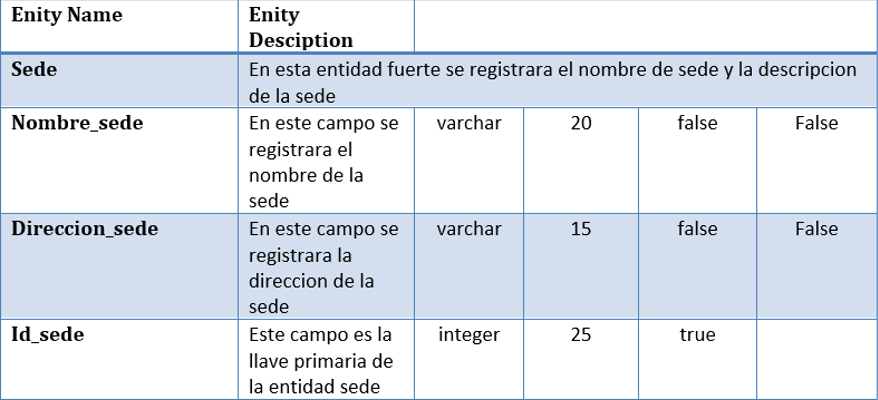 Enity Name Enity
Desciption
Sede En esta entidad fuerte se registrara el nombre de sede y la descripcion
de la sede
Nombre_sede En este campo se varchar 20 false False
registrara el
nombre de la
sede
Direccion_sede En este campo se varchar 15 false False
registrara la
direccion de la
sede
Id_sede Este campo es la integer 25 true
llave primaria de
la entidad sede